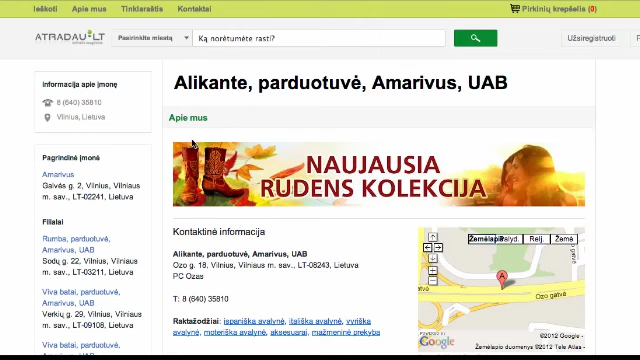 Ieškoti Apie mus Tinklaraštis Kontaktai Pirkinių krepšelis (0)
ATRADAU.LT Pasirinkite miestą Ką norėtumėte rasti? Užsiregistruoti
Informacija apie įmonę
8 (640) 35810
Vilnius, Lietuva
Pagrindinė įmonė
Amarivus
Galvės g. 2, Vilnius, Vilniaus
m. sav., LT-02241, Lietuva
Filialai
Rumba, parduotuvė,
Amarivus, UAB
Sodų g. 22, Vilnius, Vilniaus
m. sav., LT-03211, Lietuva
Viva batai, parduotuvė,
Amarivus, UAB
Verkių g. 29, Vilnius, Vilniaus
m. sav., LT-09108, Lietuva
Viva batai, parduotuvė,
Amarivus, UAB
Alikante, parduotuvė, Amarivus, UAB
Apie mus
NAUJAUSIA
RUDENS KOLEKCIJA
Kontaktinė informacija
Alikante, parduotuvė, Amarivus, UAB
Ozo g. 18, Vilnius, Vilniaus m. sav., LT-08243, Lietuva
PC Ozas
T: 8 (640) 35810
Raktažodžiai: ispaniška avalynė, itališka avalynė, vyriška
avalynė, moteriška avalynė, aksesuarai, mažmeninė prekyba
Žemėlapis Palyd. Relj. Žemė
A
Ozo gatvė
POWERED BY
Google
©2012 Google -
Žemėlapio duomenys ©2012 Tele Atlas -